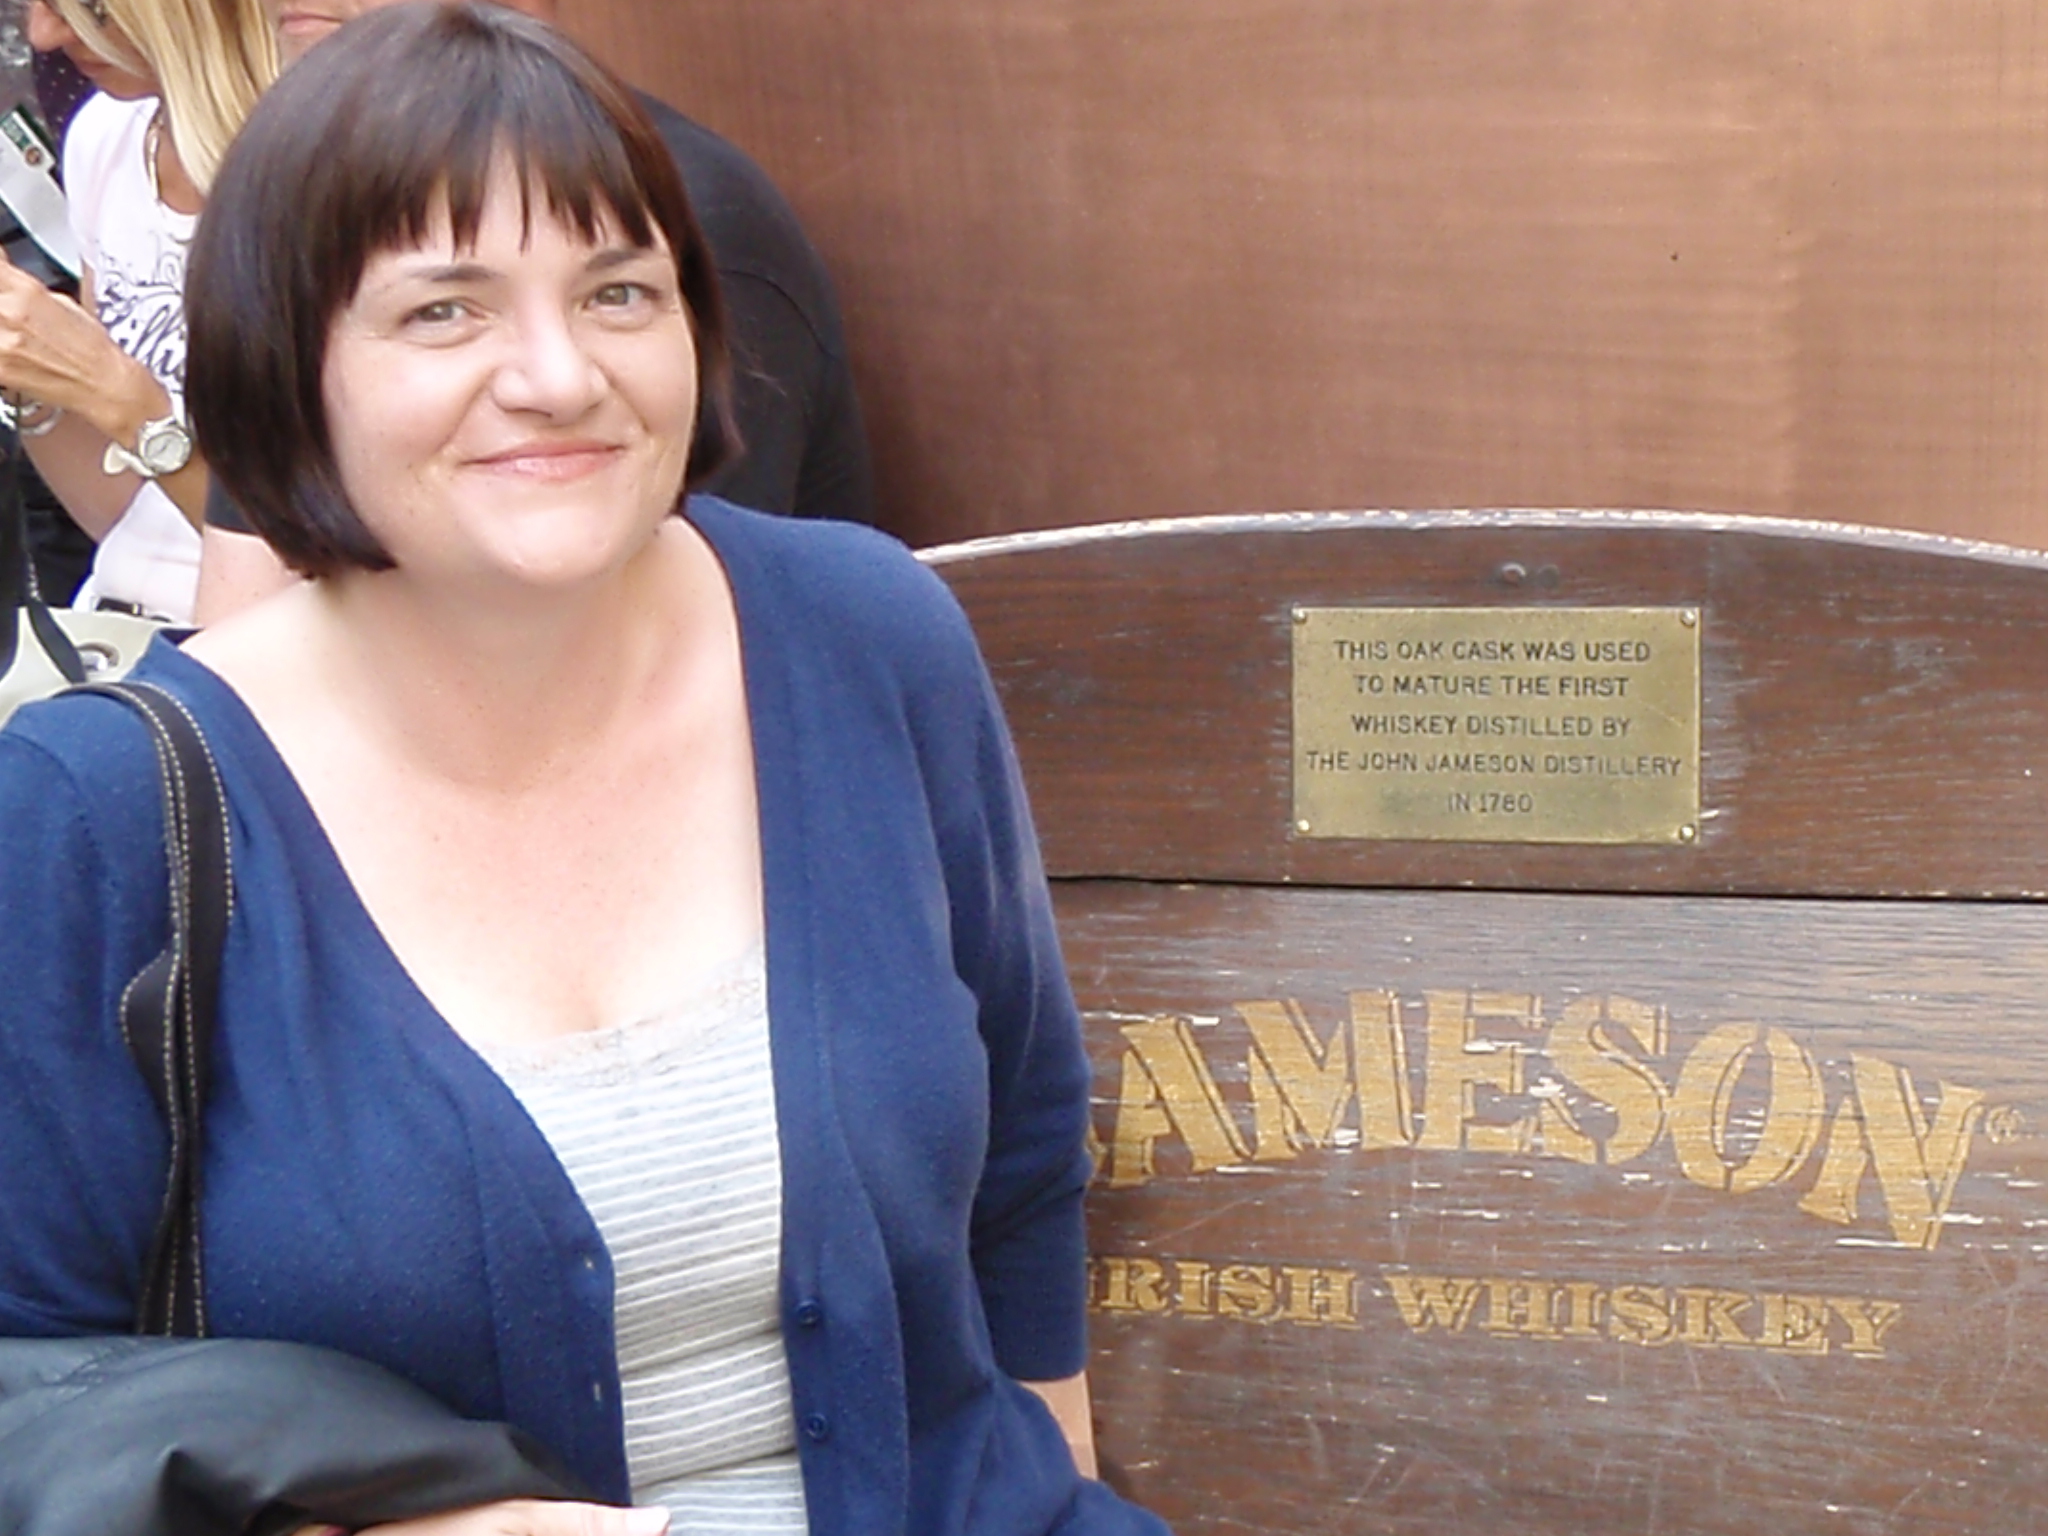 THIS OAK CASK WAS USED
TO MATURE THE FIRST
WHISKEY DISTILLED BY
THE JOHN JAMESON DISTILLERY
IN 1780
JAMESON®
RISH WHISKEY